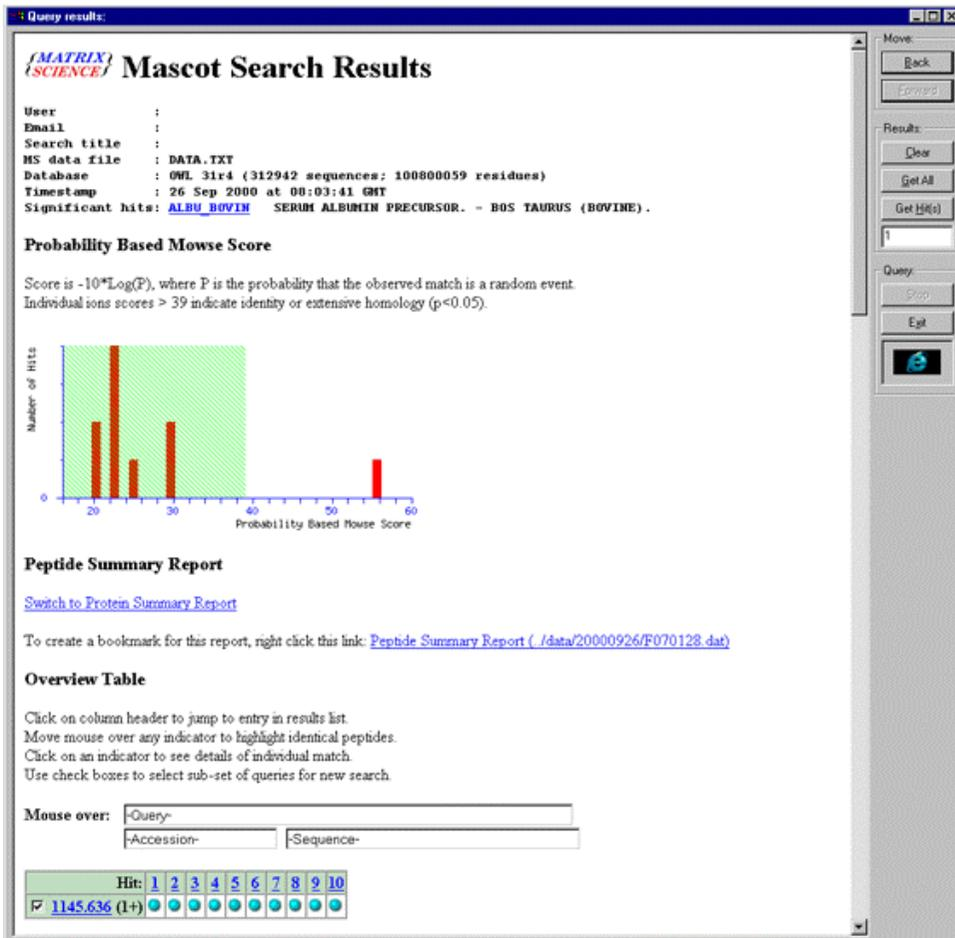 Query results:
{MATRIX SCIENCE} Mascot Search Results
User :
Email :
Search title :
MS data file : DATA.TXT
Database : OWL 31r4 (312942 sequences; 100800059 residues)
Timestamp : 26 Sep 2000 at 08:03:41 GMT
Significant hits: ALBU_BOVIN SERUM ALBUMIN PRECURSOR. - BOS TAURUS (BOVINE).
Probability Based Mowse Score
Score is -10*Log(P), where P is the probability that the observed match is a random event.
Individual ions scores > 39 indicate identity or extensive homology (p<0.05).
Number of Hits
0
20 30 40 50 60
Probability Based Mowse Score
Peptide Summary Report
Switch to Protein Summary Report
To create a bookmark for this report, right click this link: Peptide Summary Report (../data/20000926/F070128.dat)
Overview Table
Click on column header to jump to entry in results list.
Move mouse over any indicator to highlight identical peptides.
Click on an indicator to see details of individual match.
Use check boxes to select sub-set of queries for new search.
Mouse over: -Query-
-Accession- -Sequence-
Hit: 1 2 3 4 5 6 7 8 9 10
1145.636 (1+)
Move:
Back
Forward
Results:
Clear
Get All
Get Hit(s)
1
Query:
Stop
Exit